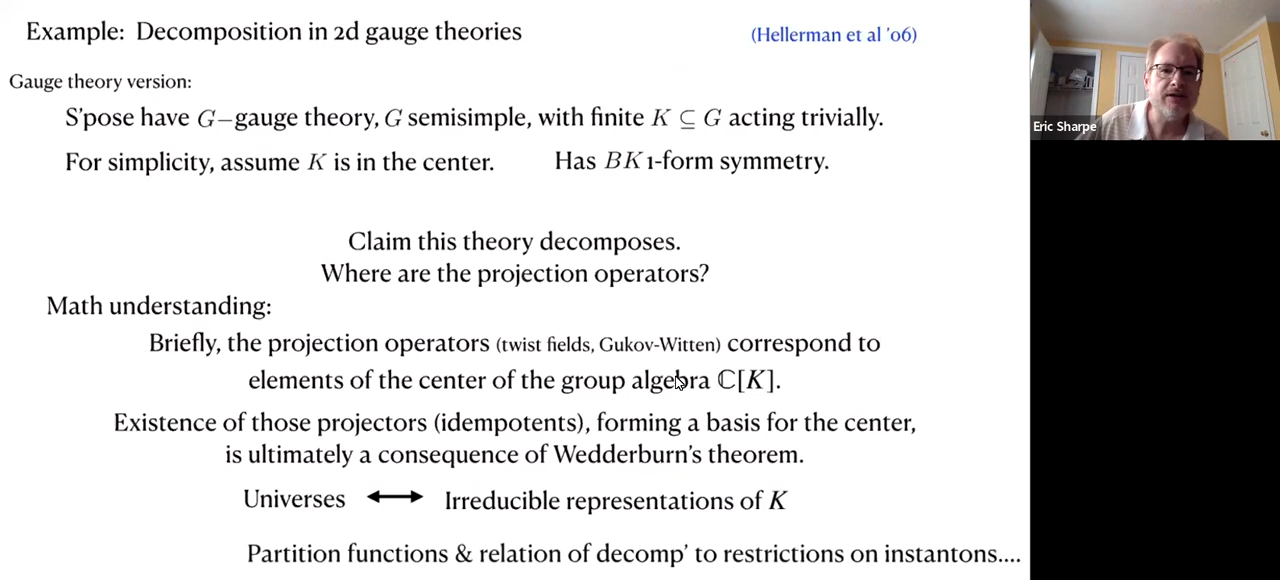 Example: Decomposition in 2d gauge theories
(Hellerman et al '06)
Gauge theory version:
S'pose have G–gauge theory, G semisimple, with finite K ⊆ G acting trivially.
For simplicity, assume K is in the center.
Has BK 1-form symmetry.
Claim this theory decomposes.
Where are the projection operators?
Math understanding:
Briefly, the projection operators (twist fields, Gukov-Witten) correspond to
elements of the center of the group algebra ℂ[K].
Existence of those projectors (idempotents), forming a basis for the center,
is ultimately a consequence of Wedderburn's theorem.
Universes ⟷ Irreducible representations of K
Partition functions & relation of decomp' to restrictions on instantons....
Eric Sharpe